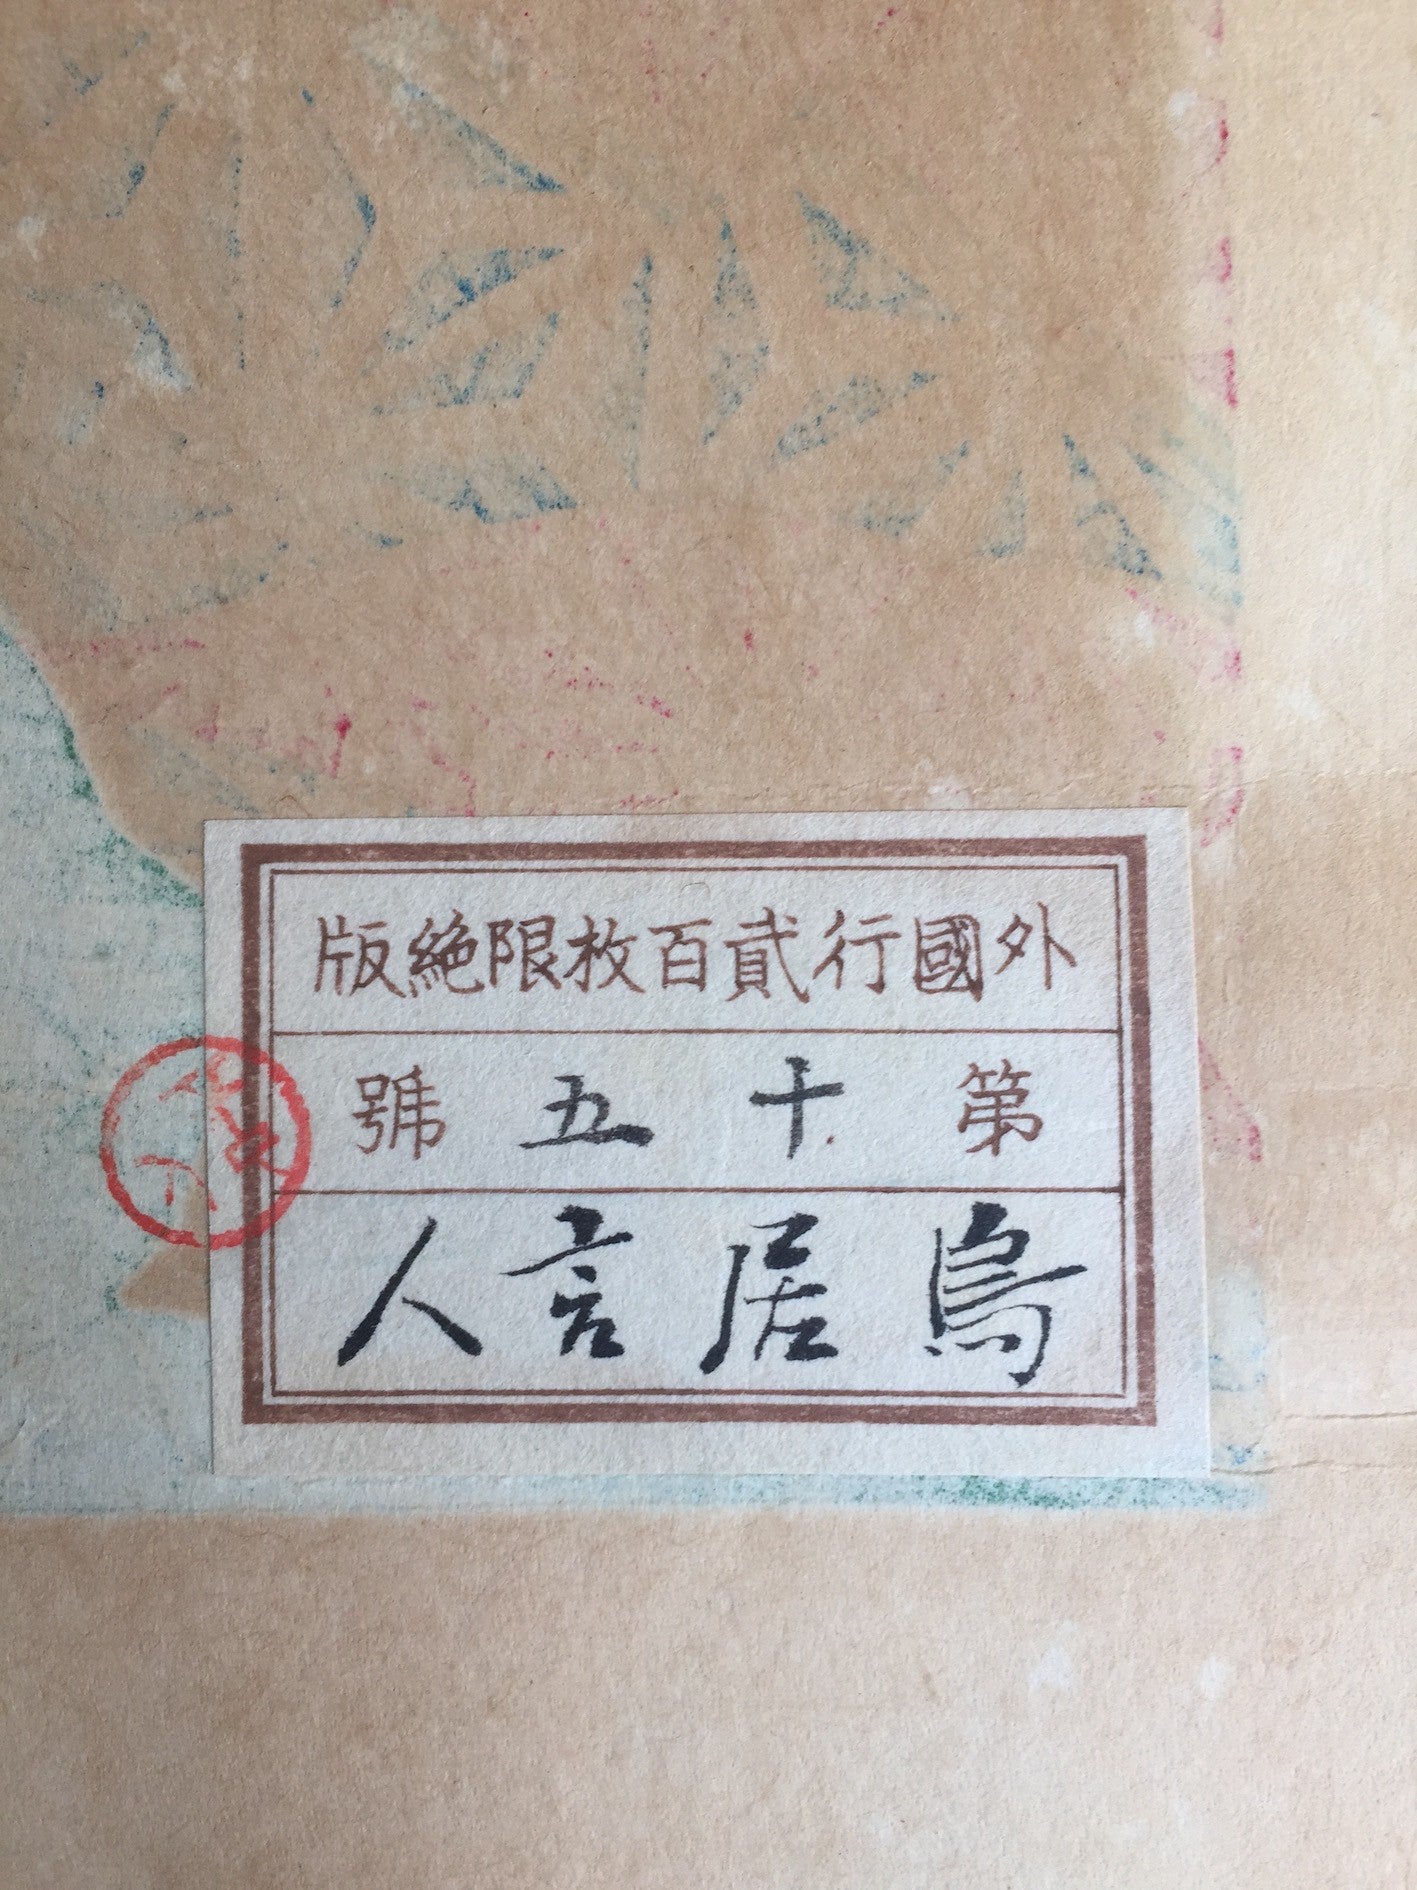 外國行貳百枚限絶版
第十五號
鳥居言人